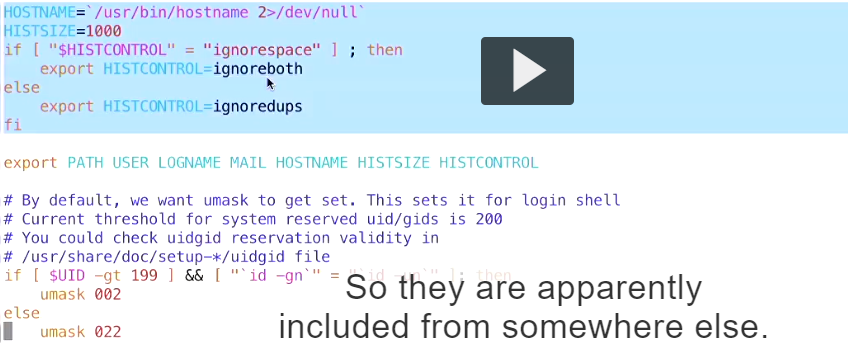 HOSTNAME=`/usr/bin/hostname 2>/dev/null`
HISTSIZE=1000
if [ "$HISTCONTROL" = "ignorespace" ] ; then
    export HISTCONTROL=ignoreboth
else
    export HISTCONTROL=ignoredups
fi
export PATH USER LOGNAME MAIL HOSTNAME HISTSIZE HISTCONTROL
# By default, we want umask to get set. This sets it for login shell
# Current threshold for system reserved uid/gids is 200
# You could check uidgid reservation validity in
# /usr/share/doc/setup-*/uidgid file
if [ $UID -gt 199 ] && [ "`id -gn`" = "`id -un`" ]; then
    umask 002
else
    umask 022
So they are apparently
included from somewhere else.